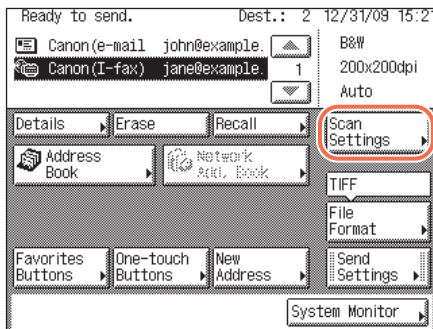 Ready to send. Dest.: 2 12/31/09 15:2
Canon(e-mail john@example. B&W
Canon(I-fax) jane@example. 1 200x200dpi
Auto
Details Erase Recall Scan Settings
Address Book Network Add. Book
TIFF
File Format
Favorites Buttons One-touch Buttons New Address Send Settings
System Monitor